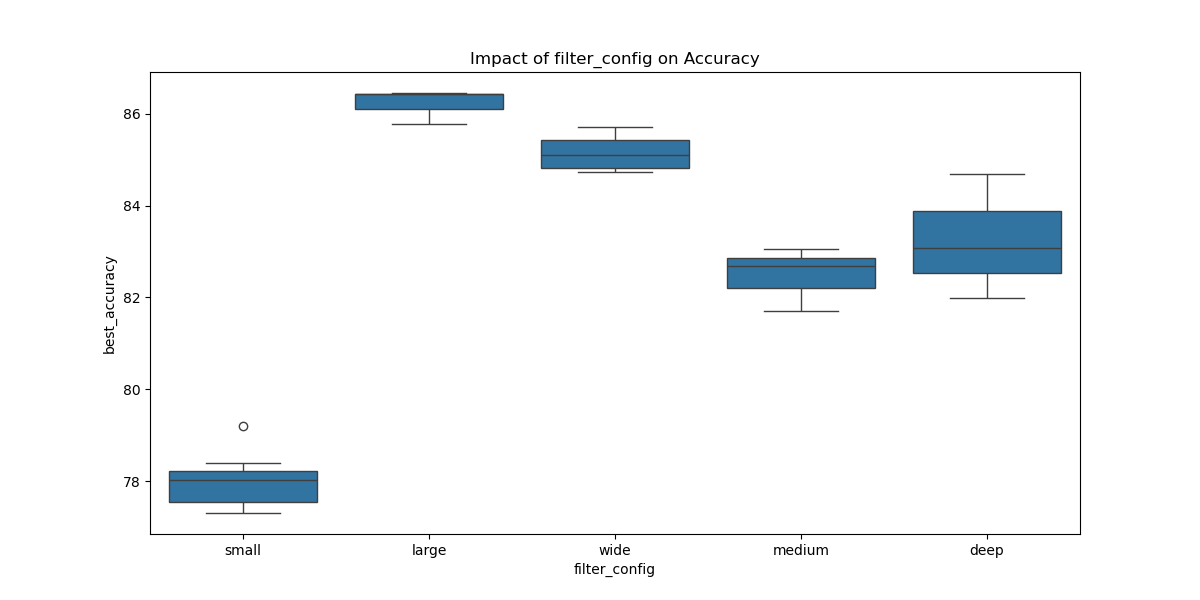 Impact of filter_config on Accuracy
86
84
82
80
78
best_accuracy
small large wide medium deep
filter_config